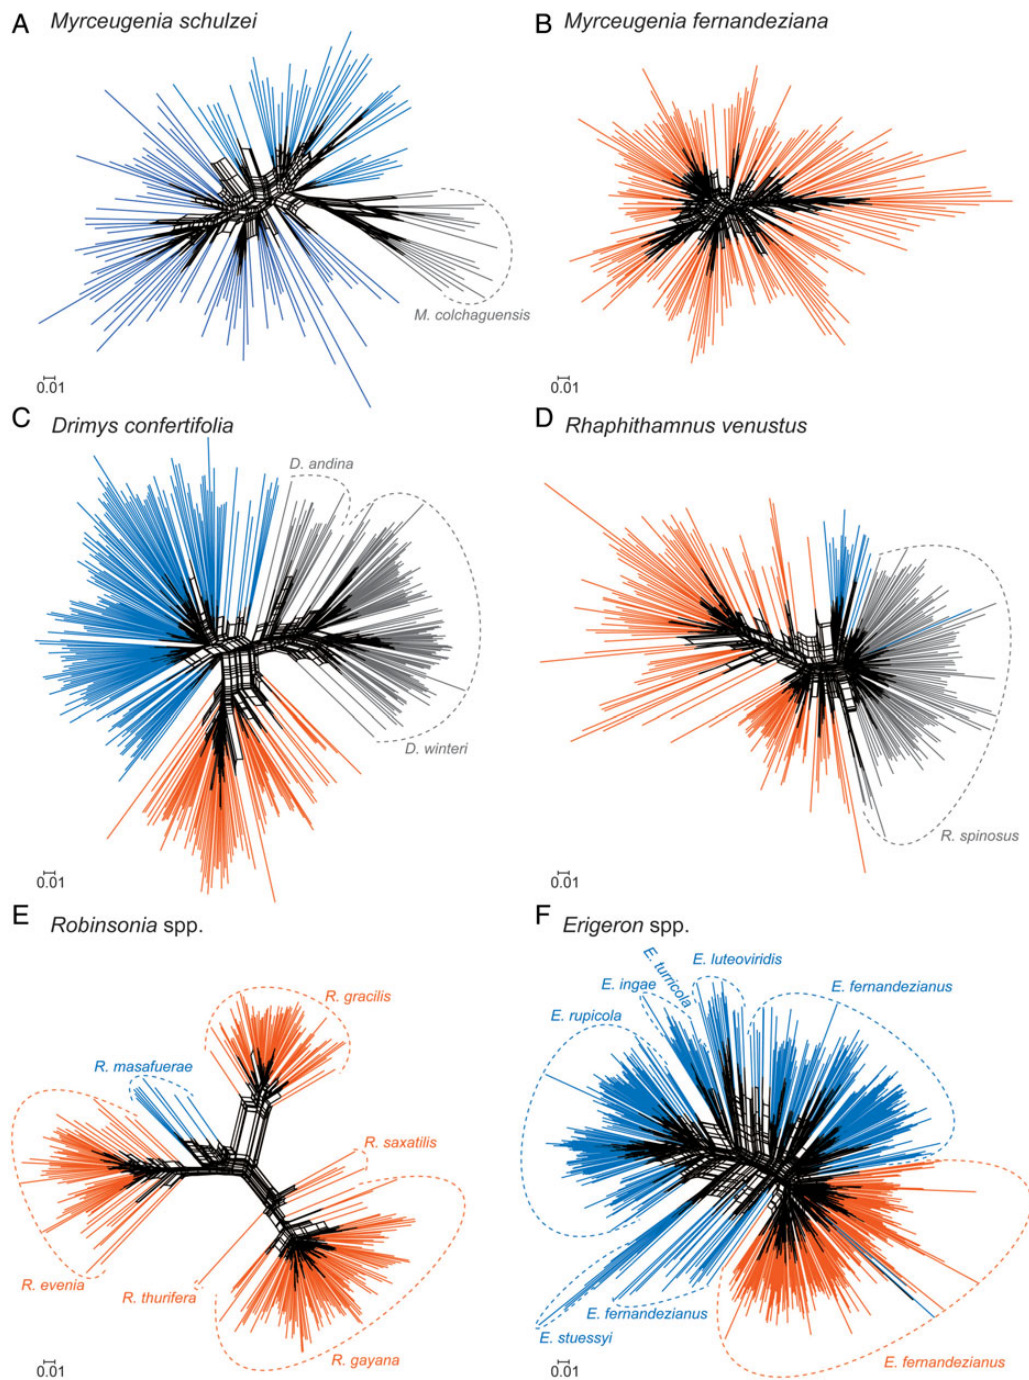 A Myrceugenia schulzei
B Myrceugenia fernandeziana
M. colchaguensis
0.01
0.01
C Drimys confertifolia
D Rhaphithamnus venustus
D. andina
D. winteri
R. spinosus
0.01
0.01
E Robinsonia spp.
F Erigeron spp.
R. gracilis
R. masafuerae
R. saxatilis
R. evenia
R. thurifera
R. gayana
0.01
E. luteoviridis
E. turricola
E. ingae
E. fernandezianus
E. rupicola
E. fernandezianus
E. stuessyi
E. fernandezianus
0.01